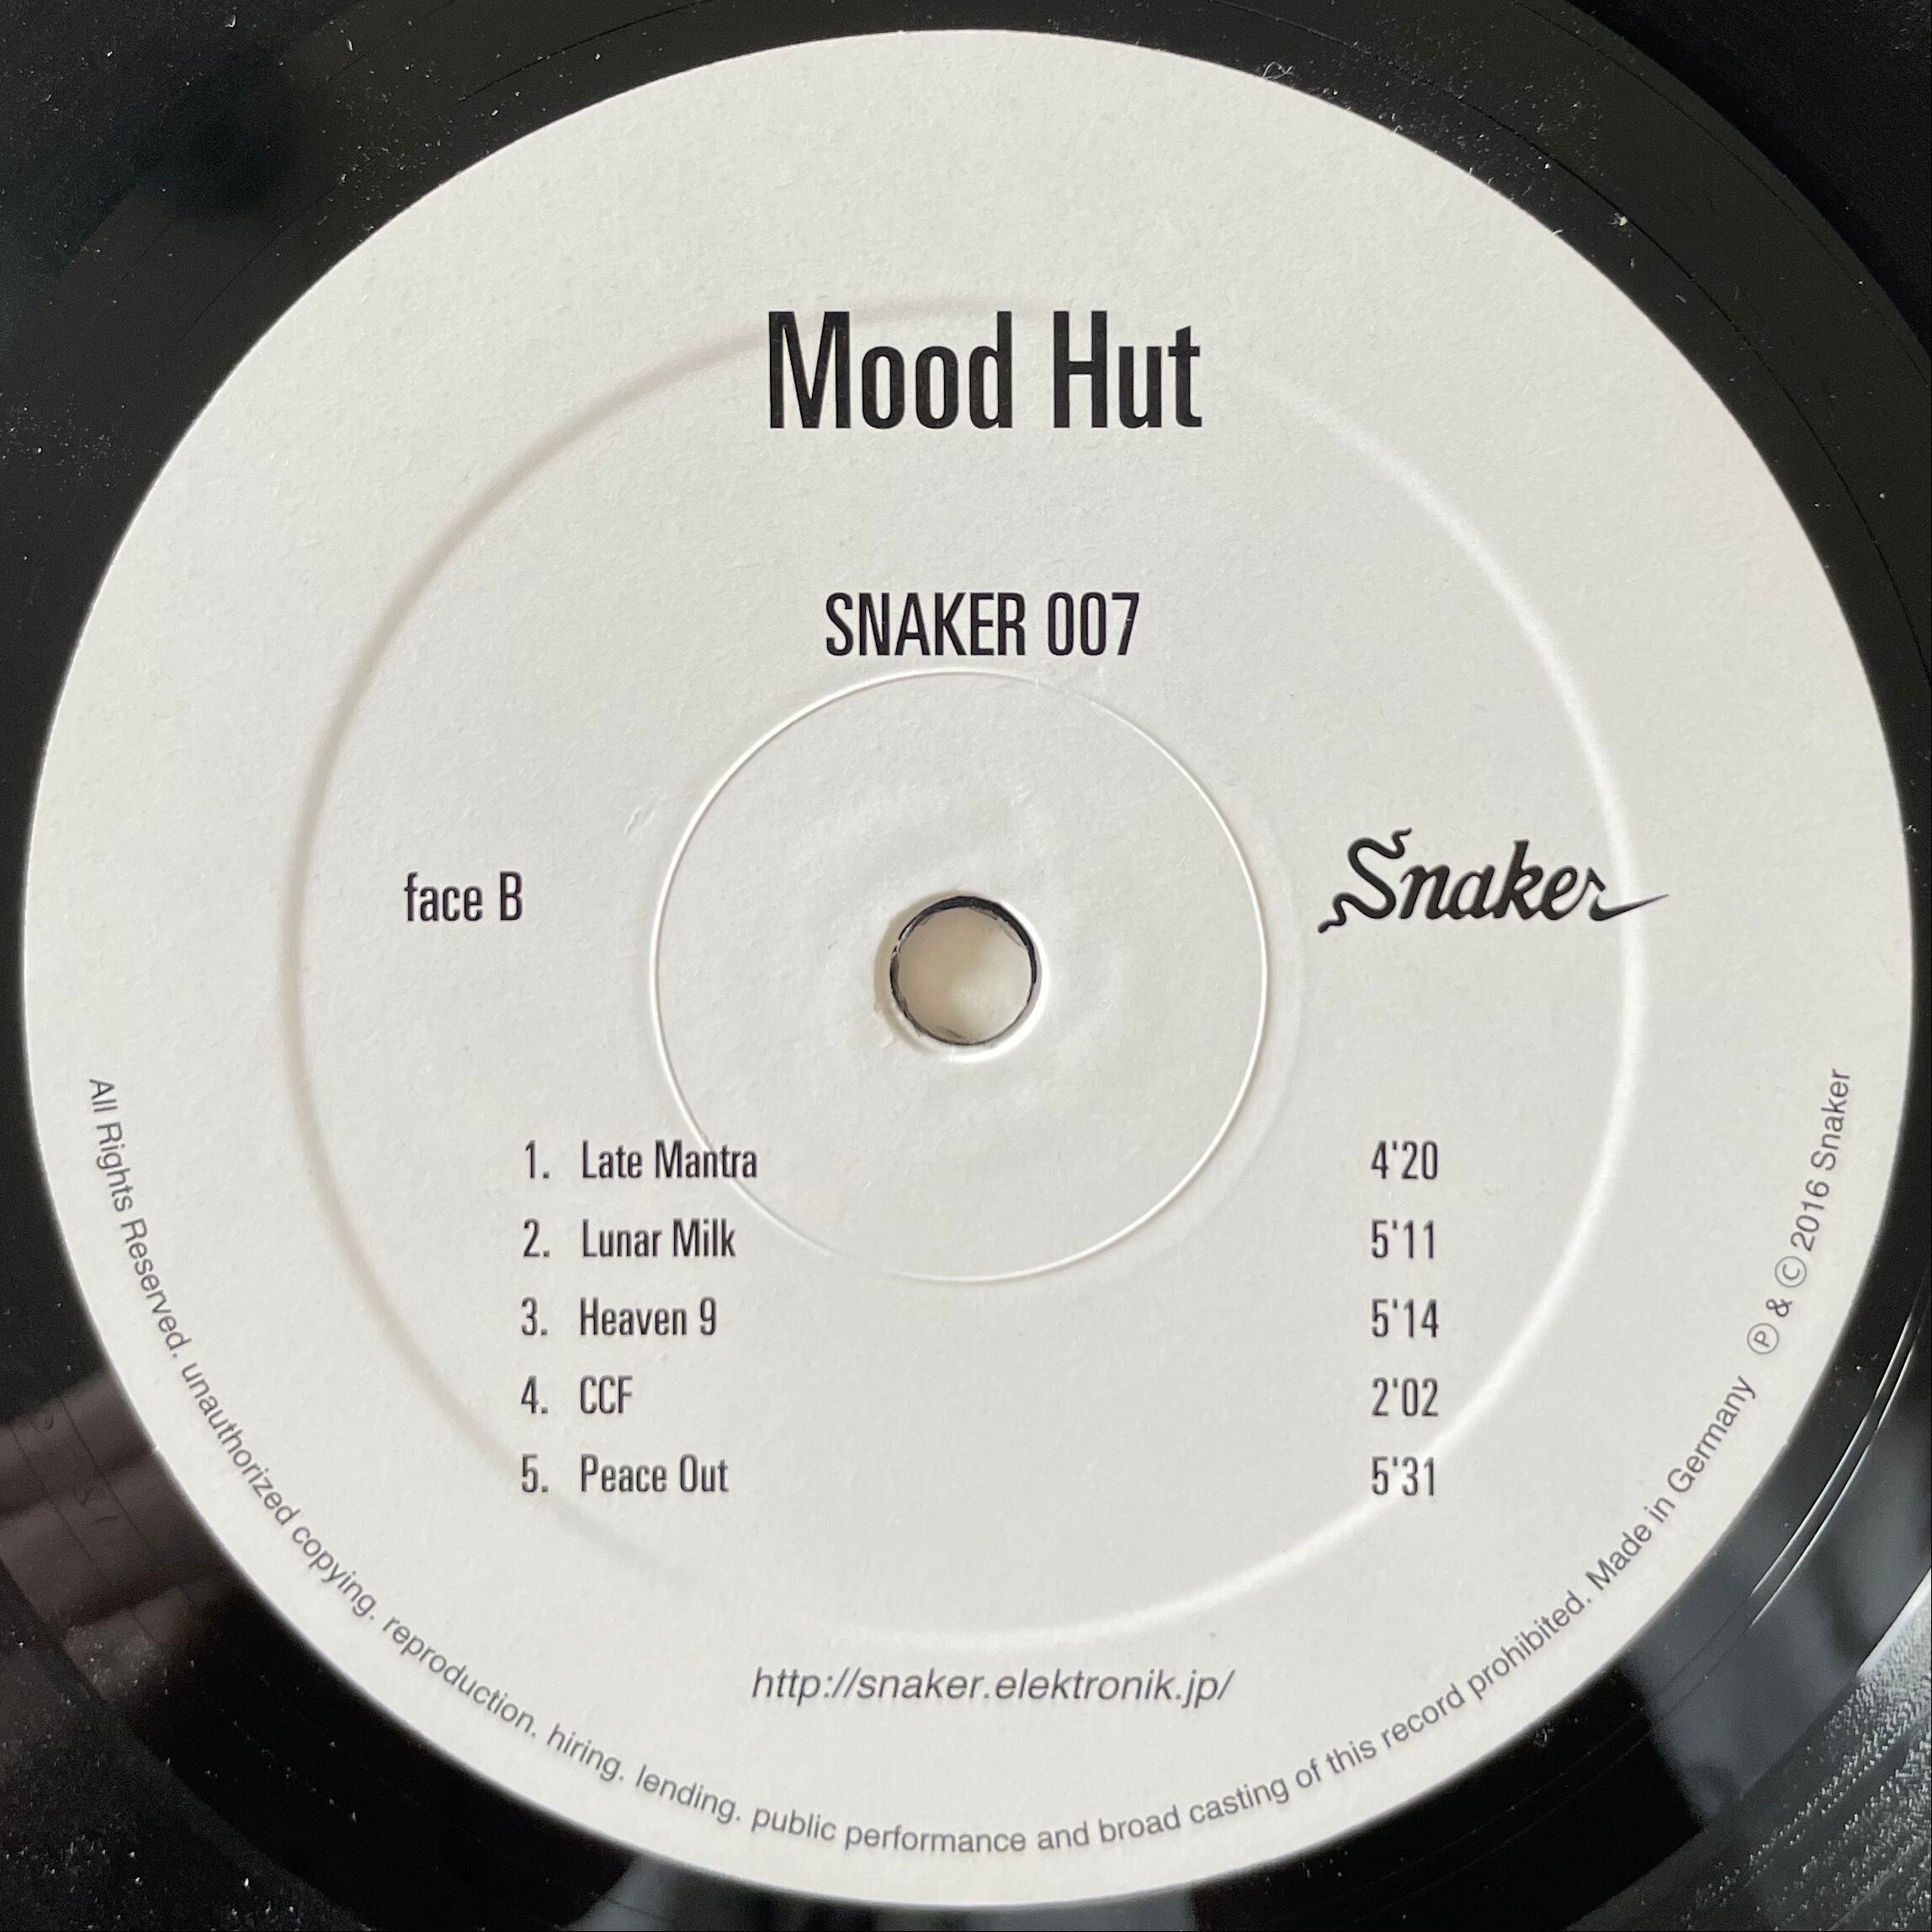 Mood Hut
SNAKER 007
face B
Snaker
1. Late Mantra 4'20
2. Lunar Milk 5'11
3. Heaven 9 5'14
4. CCF 2'02
5. Peace Out 5'31
http://snaker.elektronik.jp/
All Rights Reserved. unauthorized copying. reproduction. hiring. lending. public performance and broad casting of this record prohibited. Made in Germany ℗ & © 2016 Snaker